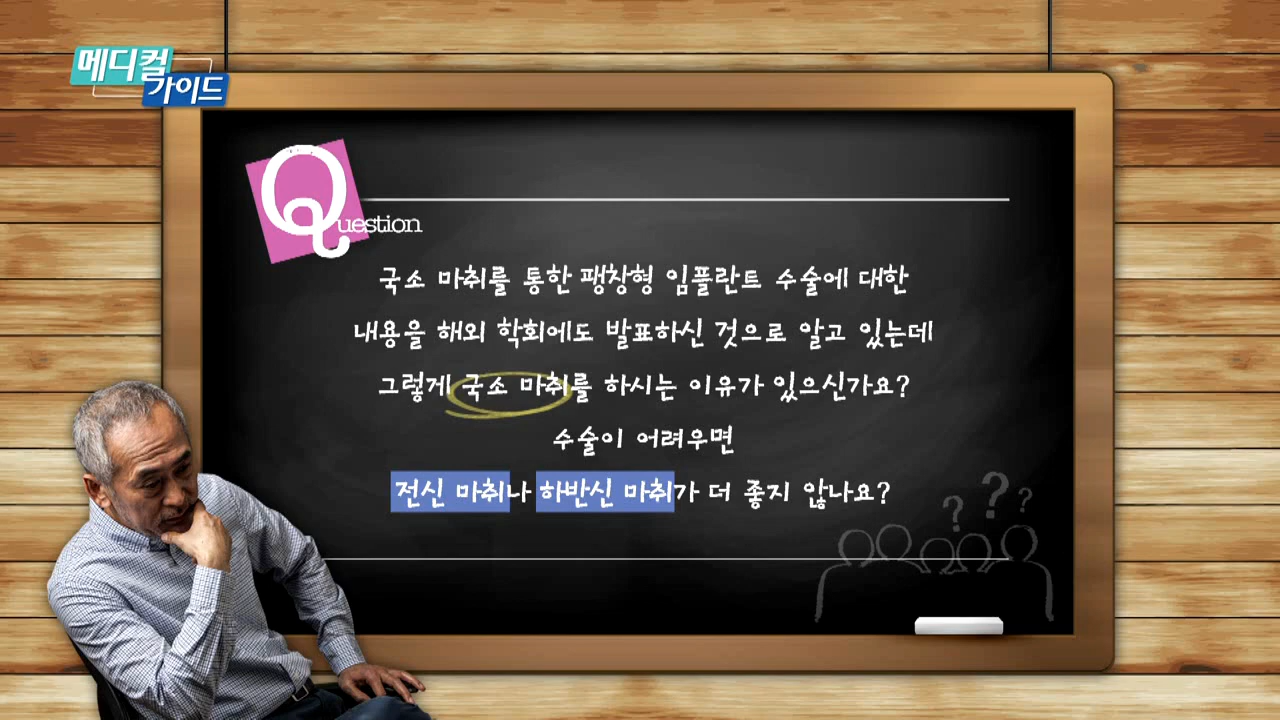 메디컬
가이드
Question
국소 마취를 통한 팽창형 임플란트 수술에 대한
내용을 해외 학회에도 발표하신 것으로 알고 있는데
그렇게 국소 마취를 하시는 이유가 있으신가요?
수술이 어려우면
전신 마취나 하반신 마취가 더 좋지 않나요?
? ? ?